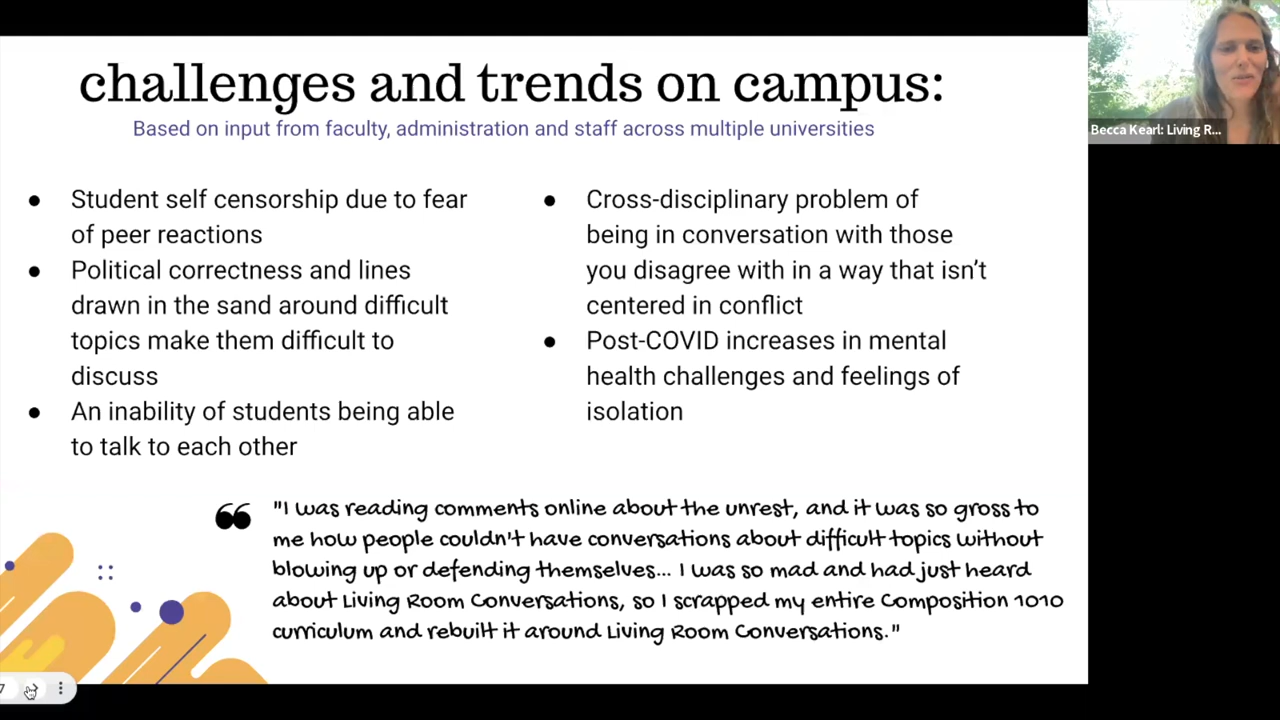 challenges and trends on campus:
Based on input from faculty, administration and staff across multiple universities
● Student self censorship due to fear
of peer reactions
● Political correctness and lines
drawn in the sand around difficult
topics make them difficult to
discuss
● An inability of students being able
to talk to each other
● Cross-disciplinary problem of
being in conversation with those
you disagree with in a way that isn't
centered in conflict
● Post-COVID increases in mental
health challenges and feelings of
isolation
"I was reading comments online about the unrest, and it was so gross to
me how people couldn't have conversations about difficult topics without
blowing up or defending themselves... I was so mad and had just heard
about Living Room Conversations, so I scrapped my entire Composition 1010
curriculum and rebuilt it around Living Room Conversations."
Becca Kearl: Living R...
7